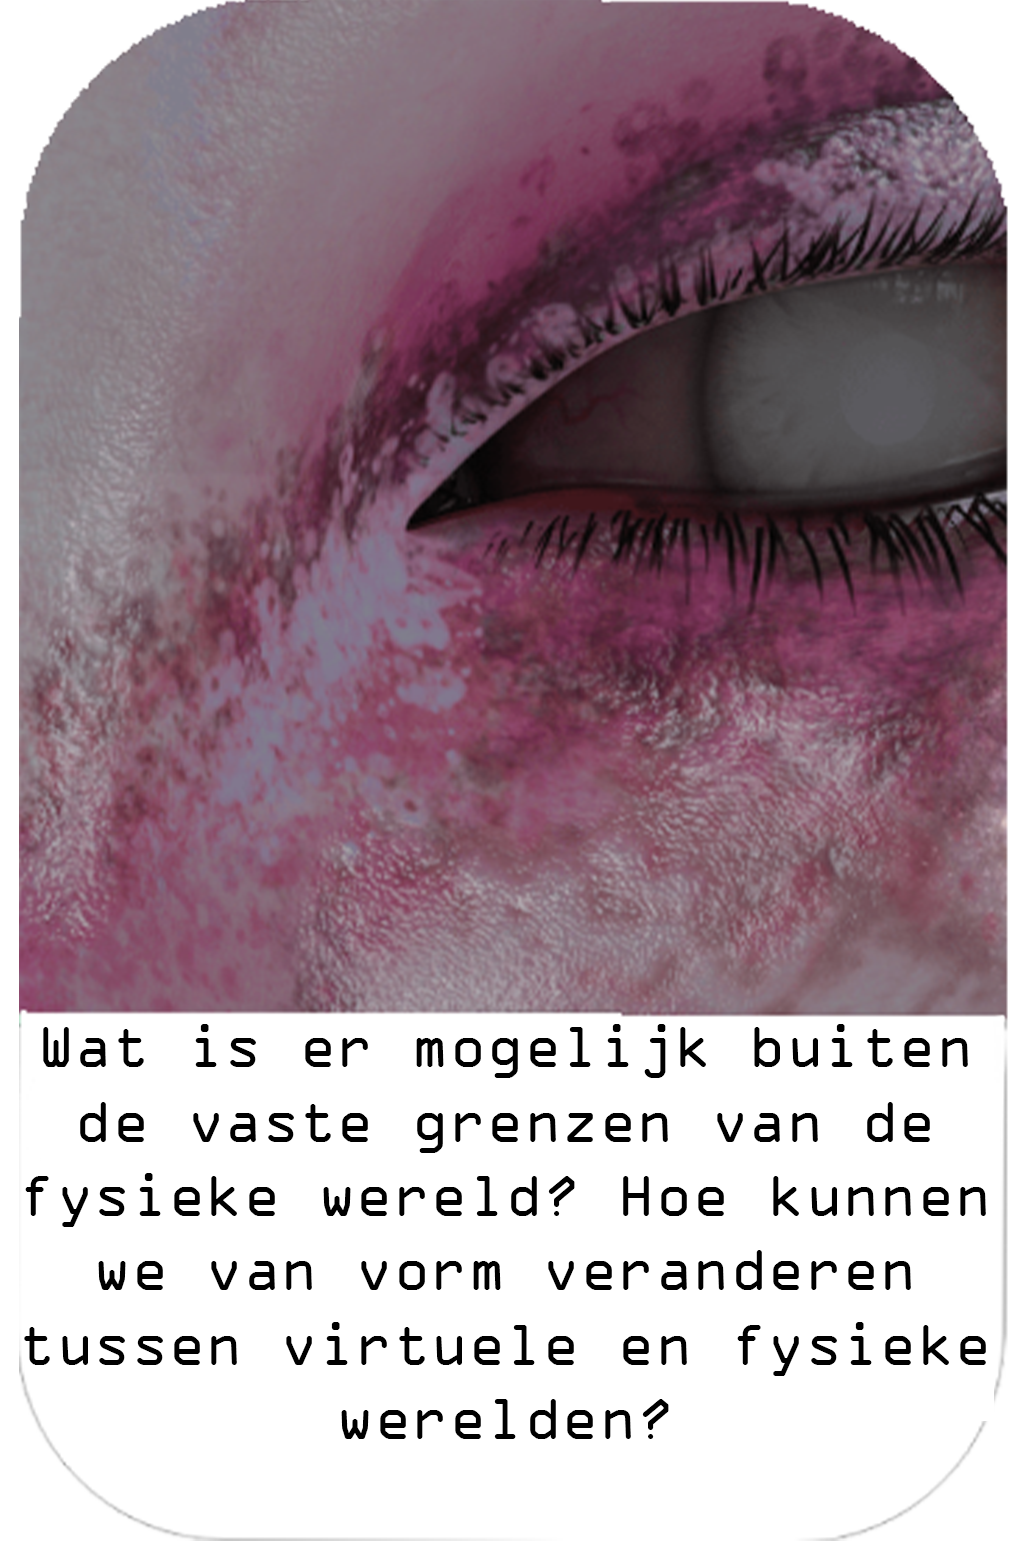 Wat is er mogelijk buiten
de vaste grenzen van de
fysieke wereld? Hoe kunnen
we van vorm veranderen
tussen virtuele en fysieke
werelden?